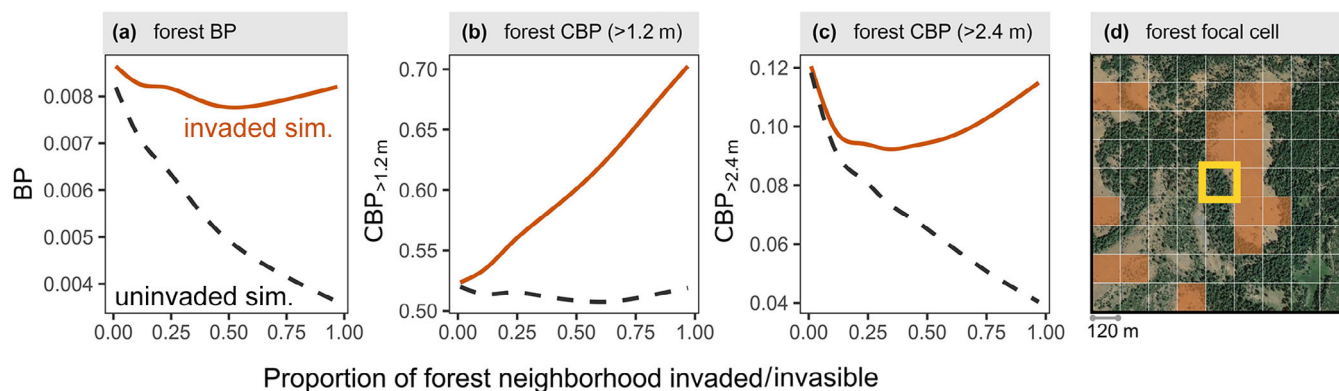 (a) forest BP
(b) forest CBP (>1.2 m)
(c) forest CBP (>2.4 m)
(d) forest focal cell
BP
0.008
0.007
0.006
0.005
0.004
invaded sim.
uninvaded sim.
0.00 0.25 0.50 0.75 1.00
CBP>1.2 m
0.70
0.65
0.60
0.55
0.50
0.00 0.25 0.50 0.75 1.00
CBP>2.4 m
0.12
0.10
0.08
0.06
0.04
0.00 0.25 0.50 0.75 1.00
120 m
Proportion of forest neighborhood invaded/invasible